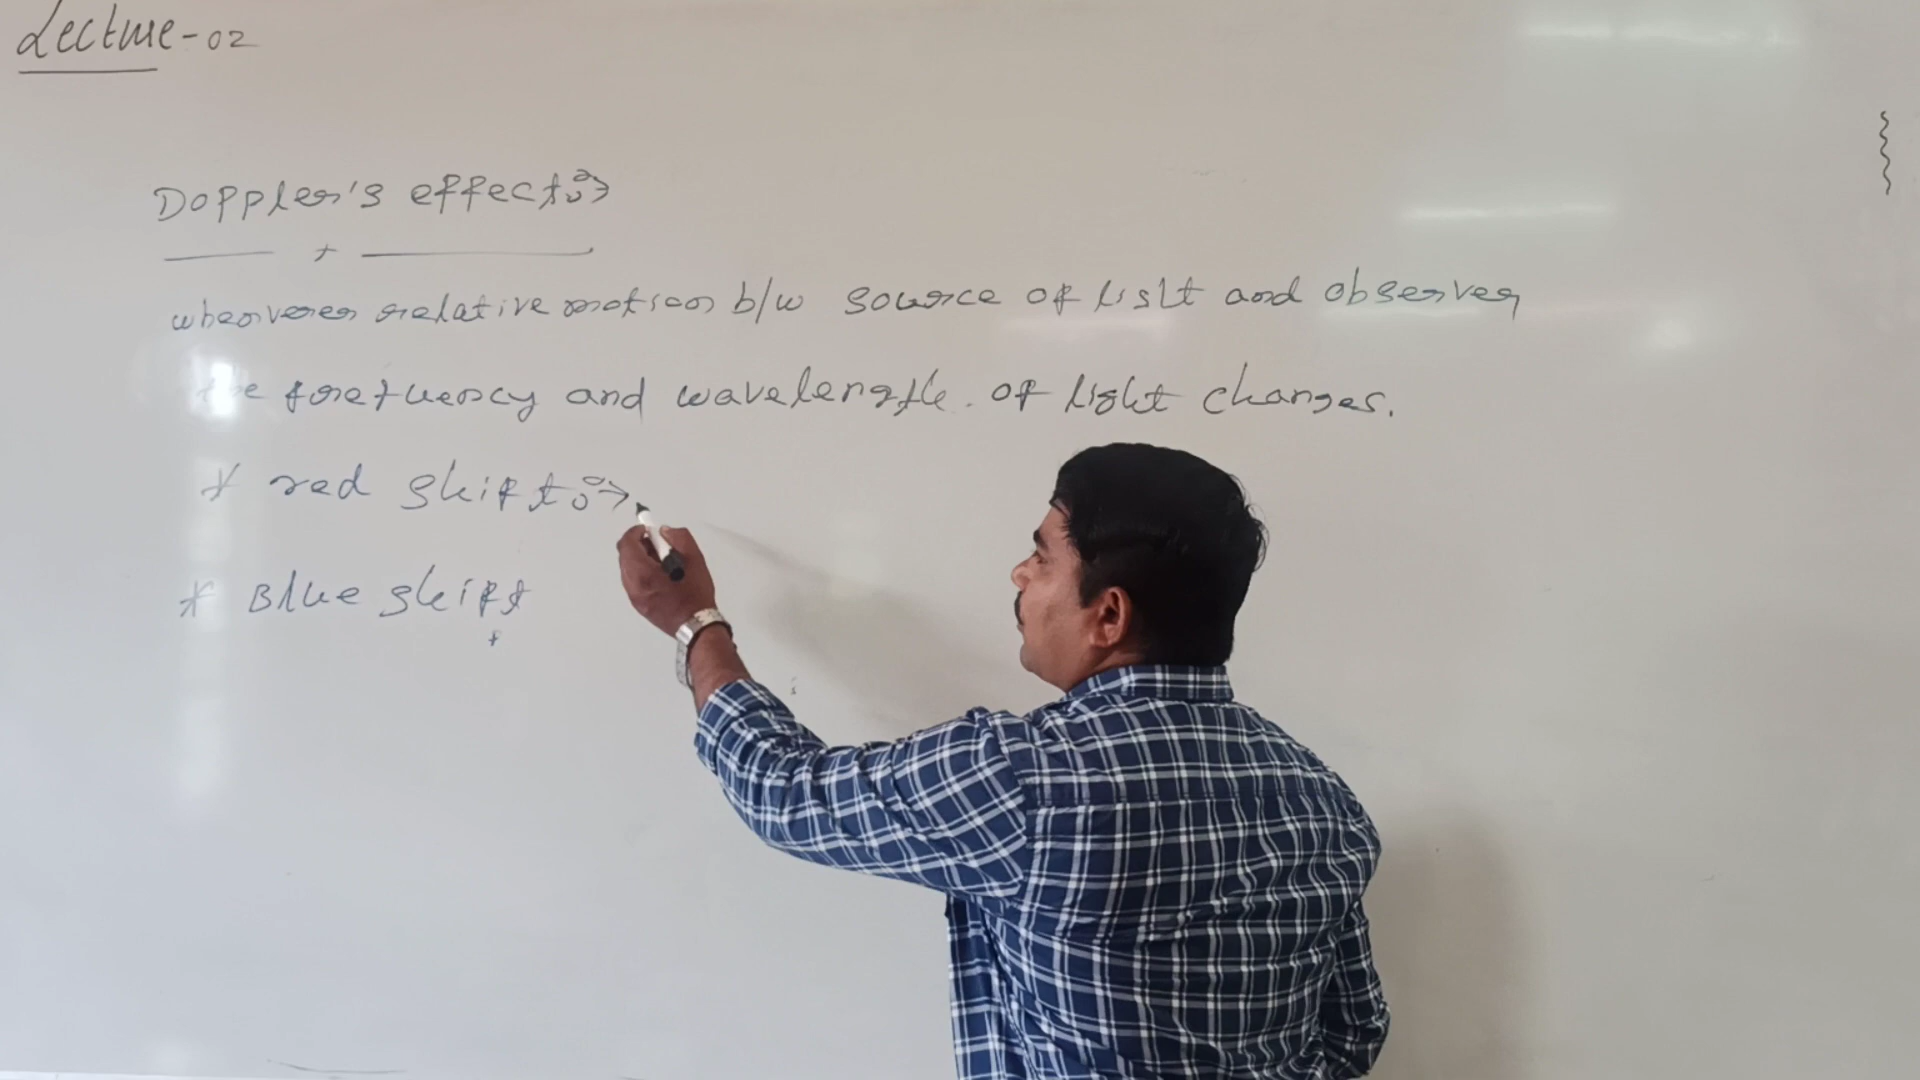 Lecture-02
Doppler's effect:→
whenverer relative motion b/w source of light and observer
the frequency and wavelength. of light changes.
* red shift:→
* Blue shift